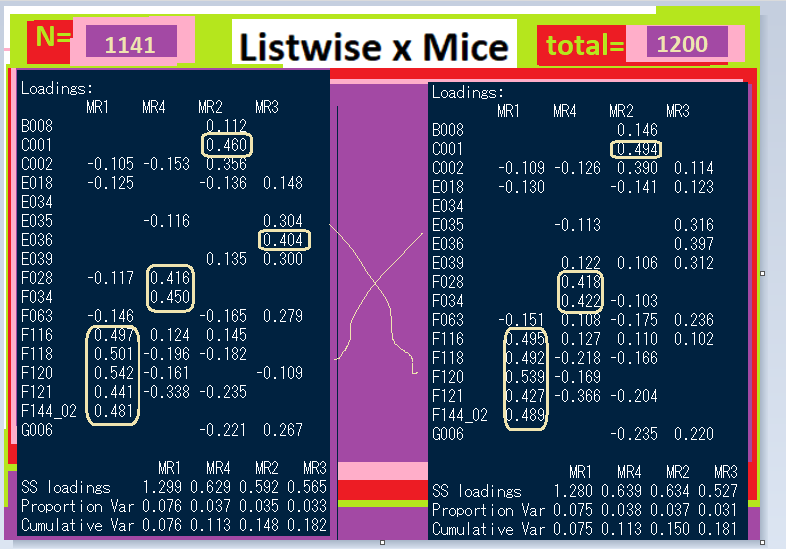 N= 1141 Listwise x Mice total= 1200
Loadings:
MR1 MR4 MR2 MR3
B008 0.112
C001 0.460
C002 -0.105 -0.153 0.356
E018 -0.125 -0.136 0.148
E034
E035 -0.116 0.304
E036 0.404
E039 0.135 0.300
F028 -0.117 0.416
F034 0.450
F063 -0.146 -0.165 0.279
F116 0.497 0.124 0.145
F118 0.501 -0.196 -0.182
F120 0.542 -0.161 -0.109
F121 0.441 -0.338 -0.235
F144_02 0.481
G006 -0.221 0.267
MR1 MR4 MR2 MR3
SS loadings 1.299 0.629 0.592 0.565
Proportion Var 0.076 0.037 0.035 0.033
Cumulative Var 0.076 0.113 0.148 0.182
Loadings:
MR1 MR4 MR2 MR3
B008 0.146
C001 0.494
C002 -0.109 -0.126 0.390 0.114
E018 -0.130 -0.141 0.123
E034
E035 -0.113 0.316
E036 0.397
E039 0.122 0.106 0.312
F028 0.418
F034 0.422 -0.103
F063 -0.151 0.108 -0.175 0.236
F116 0.495 0.127 0.110 0.102
F118 0.492 -0.218 -0.166
F120 0.539 -0.169
F121 0.427 -0.366 -0.204
F144_02 0.489
G006 -0.235 0.220
MR1 MR4 MR2 MR3
SS loadings 1.280 0.639 0.634 0.527
Proportion Var 0.075 0.038 0.037 0.031
Cumulative Var 0.075 0.113 0.150 0.181